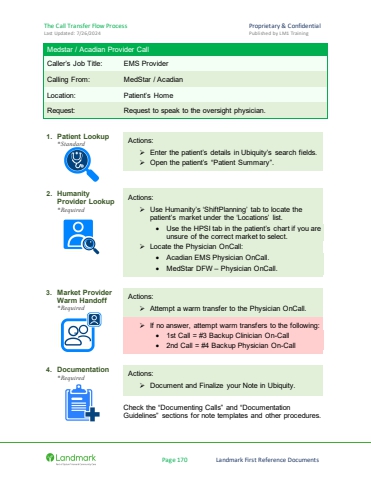 The Call Transfer Flow Process
Proprietary & Confidential
Last updated: 7/26/2024
Published by LMS Training
Medstar / Acadian Provider Call
Caller's Job Title: EMS Provider
Calling From: MedStar / Acadian
Location: Patient's Home
Request: Request to speak to the oversight physician.
1. Patient Lookup
*Standard
Actions:
➢ Enter the patient's details in Ubiquity's search fields.
➢ Open the patient's "Patient Summary".
2. Humanity
Provider Lookup
*Required
Actions:
➢ Use Humanity's 'ShiftPlanning' tab to locate the
patient's market under the 'Locations' list.
• Use the HPSI tab in the patient's chart if you are
unsure of the correct market to select.
➢ Locate the Physician OnCall:
• Acadian EMS Physician OnCall.
• MedStar DFW – Physician OnCall.
3. Market Provider
Warm Handoff
*Required
Actions:
➢ Attempt a warm transfer to the Physician OnCall.
➢ If no answer, attempt warm transfers to the following:
• 1st Call = #3 Backup Clinician On-Call
• 2nd Call = #4 Backup Physician On-Call
4. Documentation
*Required
Actions:
➢ Document and Finalize your Note in Ubiquity.
Check the "Documenting Calls" and "Documentation
Guidelines" sections for note templates and other procedures.
Landmark
Page 170
Landmark First Reference Documents